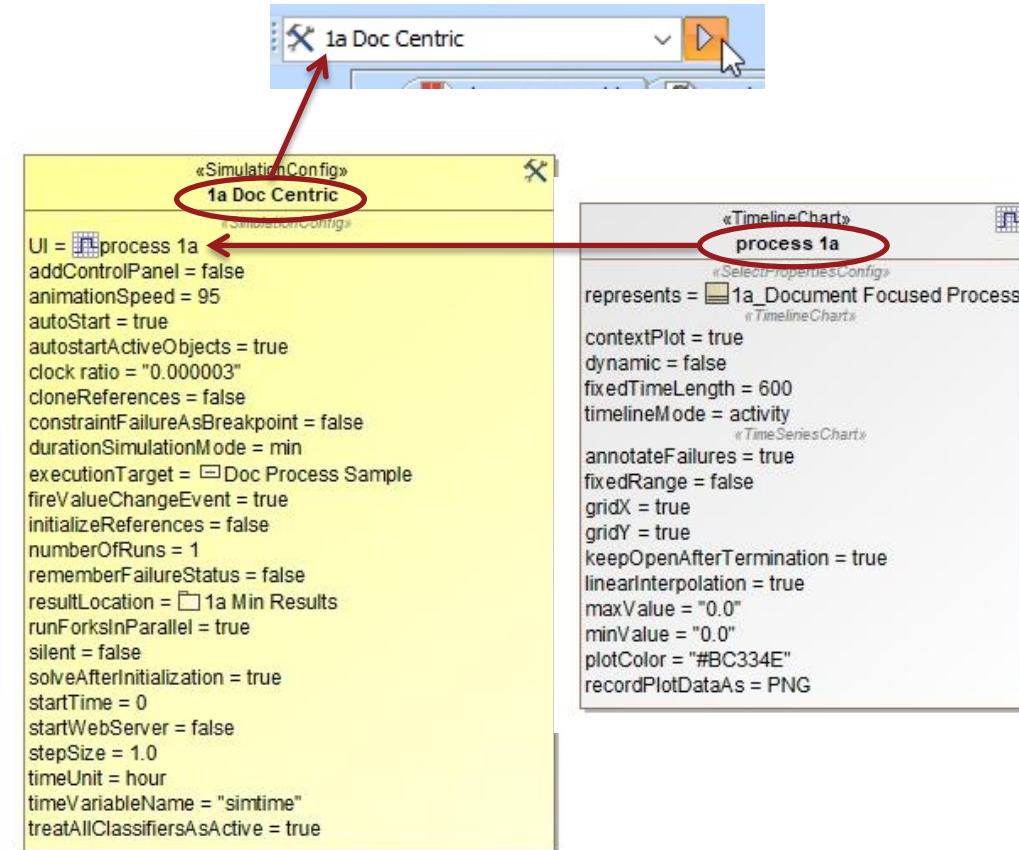 1a Doc Centric
«SimulationConfig»
1a Doc Centric
«SimulationConfig»
UI = process 1a
addControlPanel = false
animationSpeed = 95
autoStart = true
autostartActiveObjects = true
clock ratio = "0.000003"
cloneReferences = false
constraintFailureAsBreakpoint = false
durationSimulationMode = min
executionTarget = Doc Process Sample
fireValueChangeEvent = true
initializeReferences = false
numberOfRuns = 1
rememberFailureStatus = false
resultLocation = 1a Min Results
runForksInParallel = true
silent = false
solveAfterInitialization = true
startTime = 0
startWebServer = false
stepSize = 1.0
timeUnit = hour
timeVariableName = "simtime"
treatAllClassifiersAsActive = true
«TimelineChart»
process 1a
«SelectPropertiesConfig»
represents = 1a_Document Focused Process
«TimelineChart»
contextPlot = true
dynamic = false
fixedTimeLength = 600
timelineMode = activity
«TimeSeriesChart»
annotateFailures = true
fixedRange = false
gridX = true
gridY = true
keepOpenAfterTermination = true
linearInterpolation = true
maxValue = "0.0"
minValue = "0.0"
plotColor = "#BC334E"
recordPlotDataAs = PNG